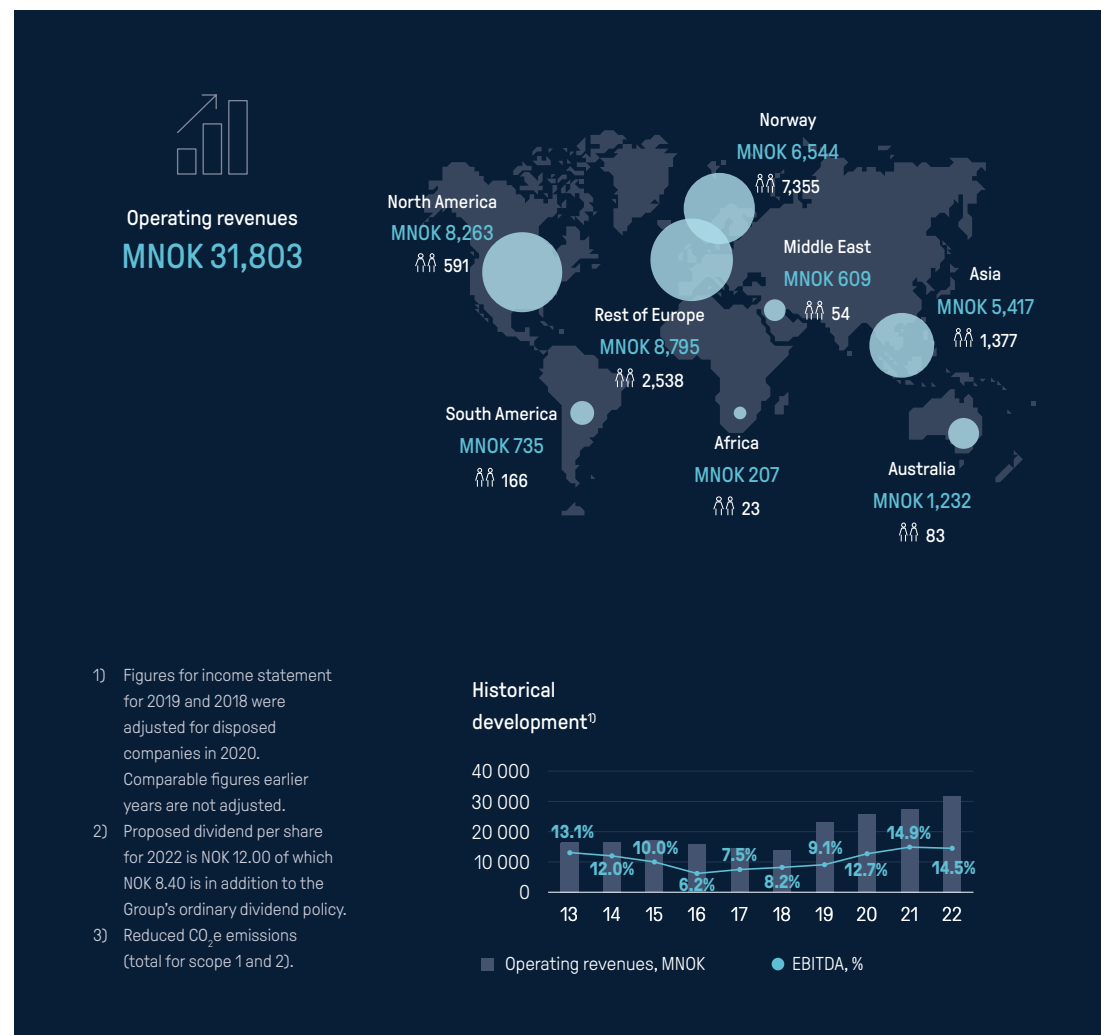 Operating revenues
MNOK 31,803
Norway
MNOK 6,544
7,355
North America
MNOK 8,263
591
Middle East
MNOK 609
54
Asia
MNOK 5,417
1,377
Rest of Europe
MNOK 8,795
2,538
South America
MNOK 735
166
Africa
MNOK 207
23
Australia
MNOK 1,232
83
1) Figures for income statement
for 2019 and 2018 were
adjusted for disposed
companies in 2020.
Comparable figures earlier
years are not adjusted.
2) Proposed dividend per share
for 2022 is NOK 12.00 of which
NOK 8.40 is in addition to the
Group's ordinary dividend policy.
3) Reduced CO₂e emissions
(total for scope 1 and 2).
Historical
development¹⁾
40 000
30 000
20 000
10 000
0
13.1%
12.0%
10.0%
6.2%
7.5%
8.2%
9.1%
12.7%
14.9%
14.5%
13 14 15 16 17 18 19 20 21 22
Operating revenues, MNOK
EBITDA, %